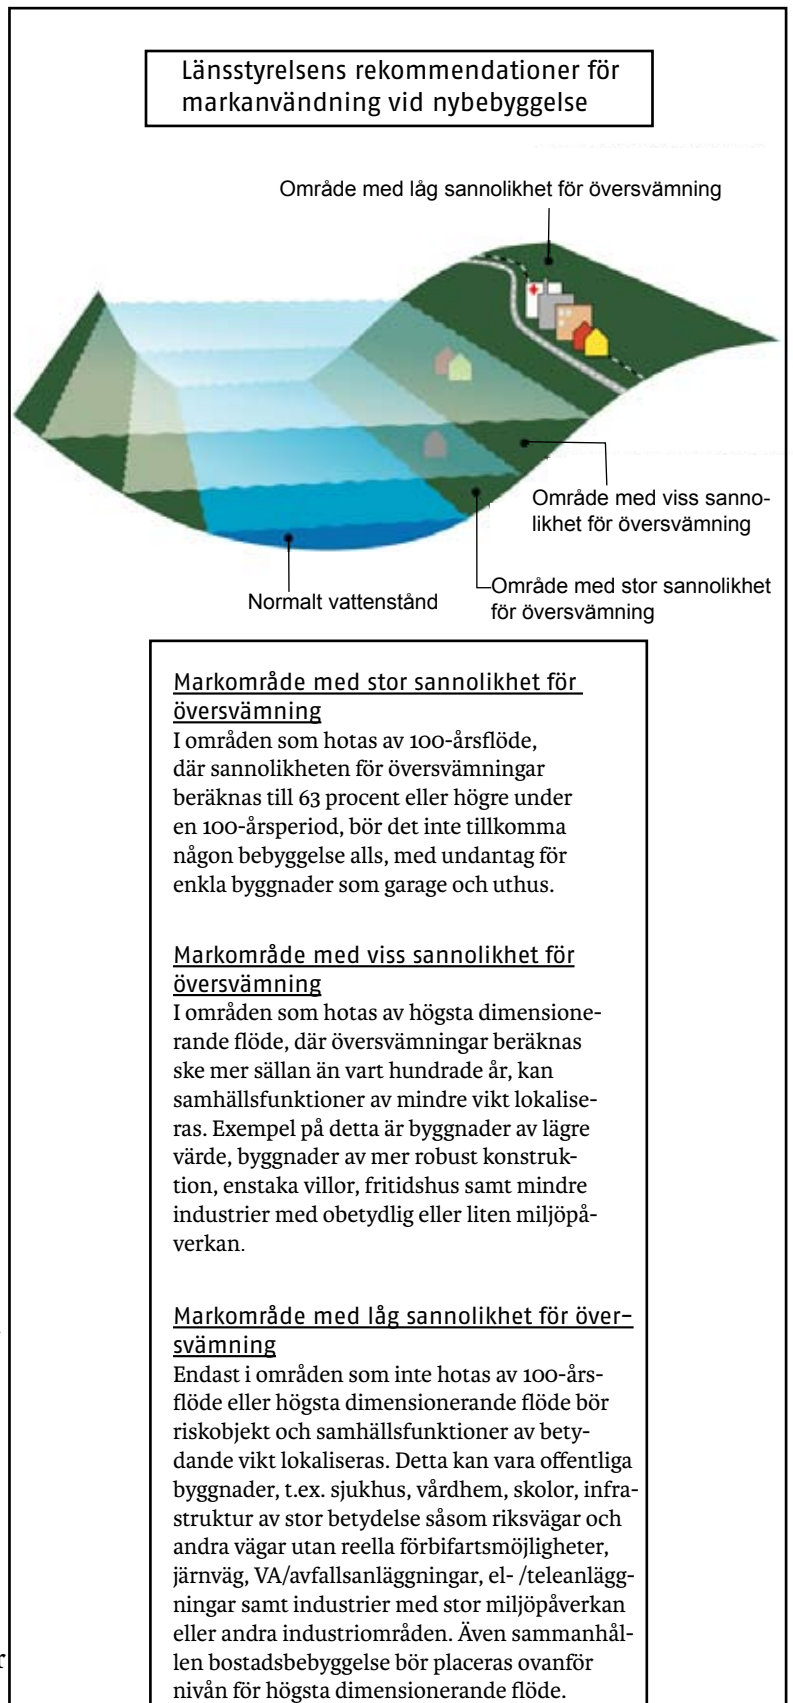 Länsstyrelsens rekommendationer för
markanvändning vid nybebyggelse
Område med låg sannolikhet för översvämning
Område med viss sanno-
likhet för översvämning
Område med stor sannolikhet
för översvämning
Normalt vattenstånd
Markområde med stor sannolikhet för
översvämning
I områden som hotas av 100-årsflöde,
där sannolikheten för översvämningar
beräknas till 63 procent eller högre under
en 100-årsperiod, bör det inte tillkomma
någon bebyggelse alls, med undantag för
enkla byggnader som garage och uthus.
Markområde med viss sannolikhet för
översvämning
I områden som hotas av högsta dimensione-
rande flöde, där översvämningar beräknas
ske mer sällan än vart hundrade år, kan
samhällsfunktioner av mindre vikt lokalise-
ras. Exempel på detta är byggnader av lägre
värde, byggnader av mer robust konstruk-
tion, enstaka villor, fritidshus samt mindre
industrier med obetydlig eller liten miljöpå-
verkan.
Markområde med låg sannolikhet för över-
svämning
Endast i områden som inte hotas av 100-års-
flöde eller högsta dimensionerande flöde bör
riskobjekt och samhällsfunktioner av bety-
dande vikt lokaliseras. Detta kan vara offentliga
byggnader, t.ex. sjukhus, vårdhem, skolor, infra-
struktur av stor betydelse såsom riksvägar och
andra vägar utan reella förbifartsmöjligheter,
järnväg, VA/avfallsanläggningar, el- /teleanlägg-
ningar samt industrier med stor miljöpåverkan
eller andra industriområden. Även sammanhål-
len bostadsbebyggelse bör placeras ovanför
nivån för högsta dimensionerande flöde.